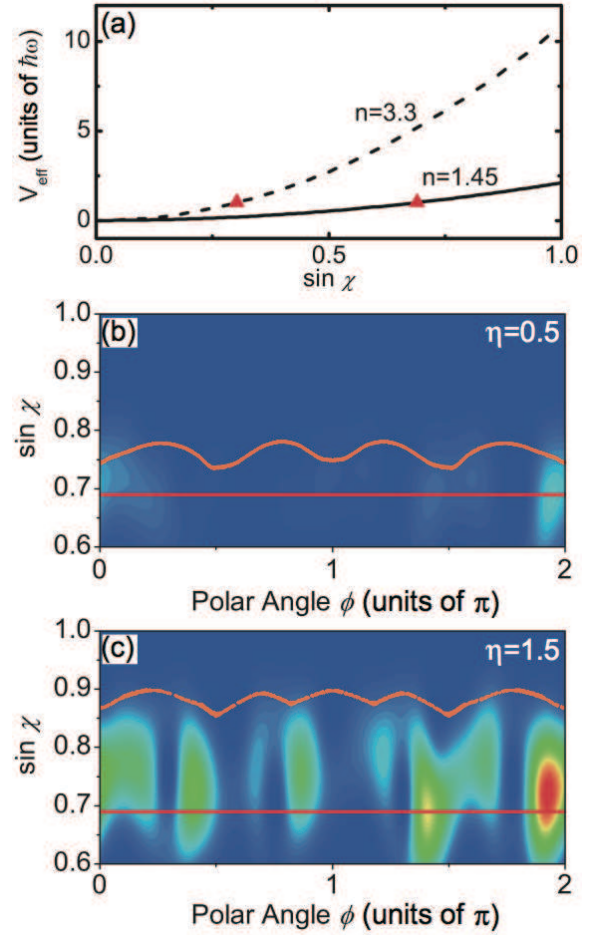 (a)
10
5
0
V_eff (units of ħω)
n=3.3
n=1.45
0.0 0.5 1.0
sin χ
(b)
η=0.5
1.0
0.9
0.8
0.7
0.6
sin χ
0 1 2
Polar Angle ϕ (units of π)
(c)
η=1.5
1.0
0.9
0.8
0.7
0.6
sin χ
0 1 2
Polar Angle ϕ (units of π)